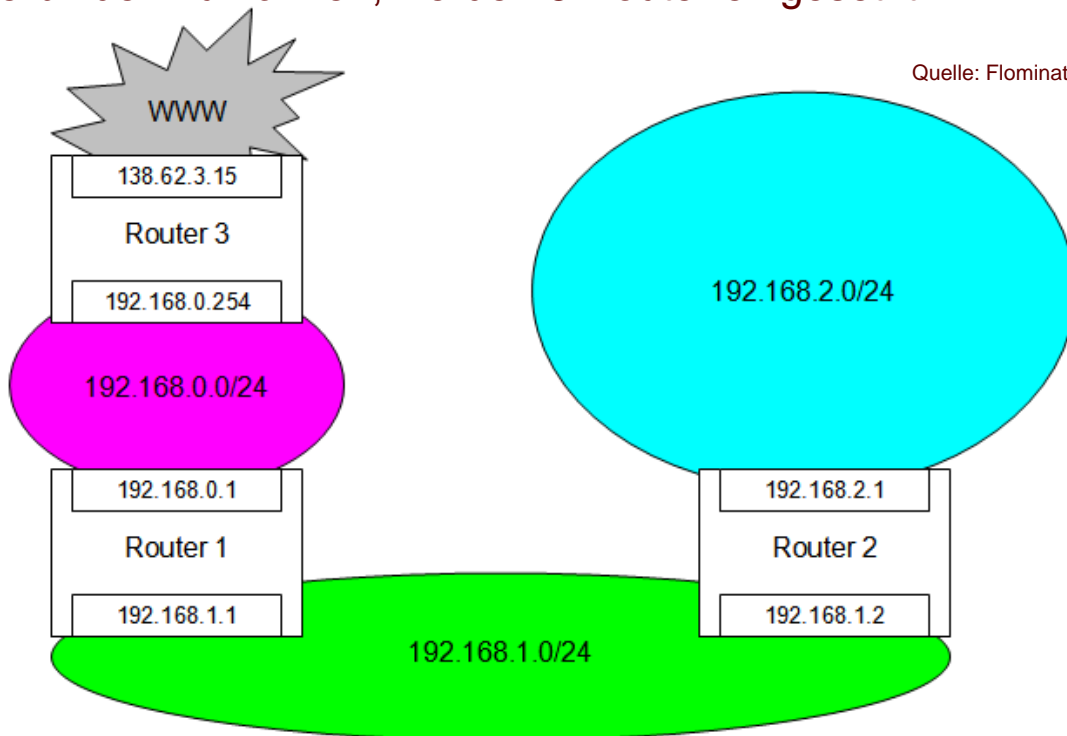 Quelle: Flominat
WWW
138.62.3.15
Router 3
192.168.0.254
192.168.2.0/24
192.168.0.0/24
192.168.0.1
Router 1
192.168.1.1
192.168.2.1
Router 2
192.168.1.2
192.168.1.0/24